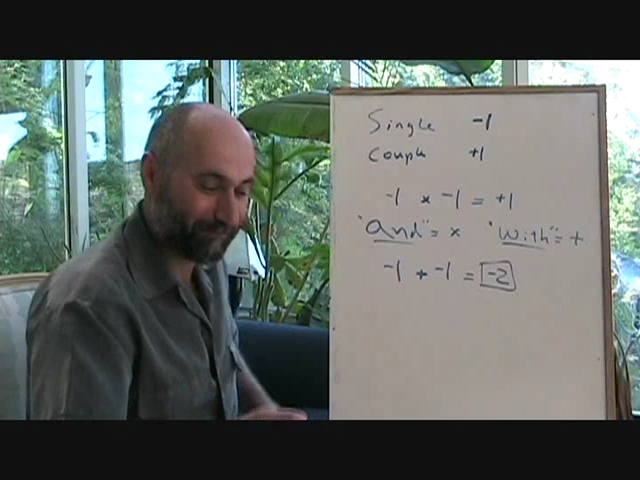 Single -1
Couple +1
-1 x -1 = +1
"And" = x "With" = +
-1 + -1 = -2